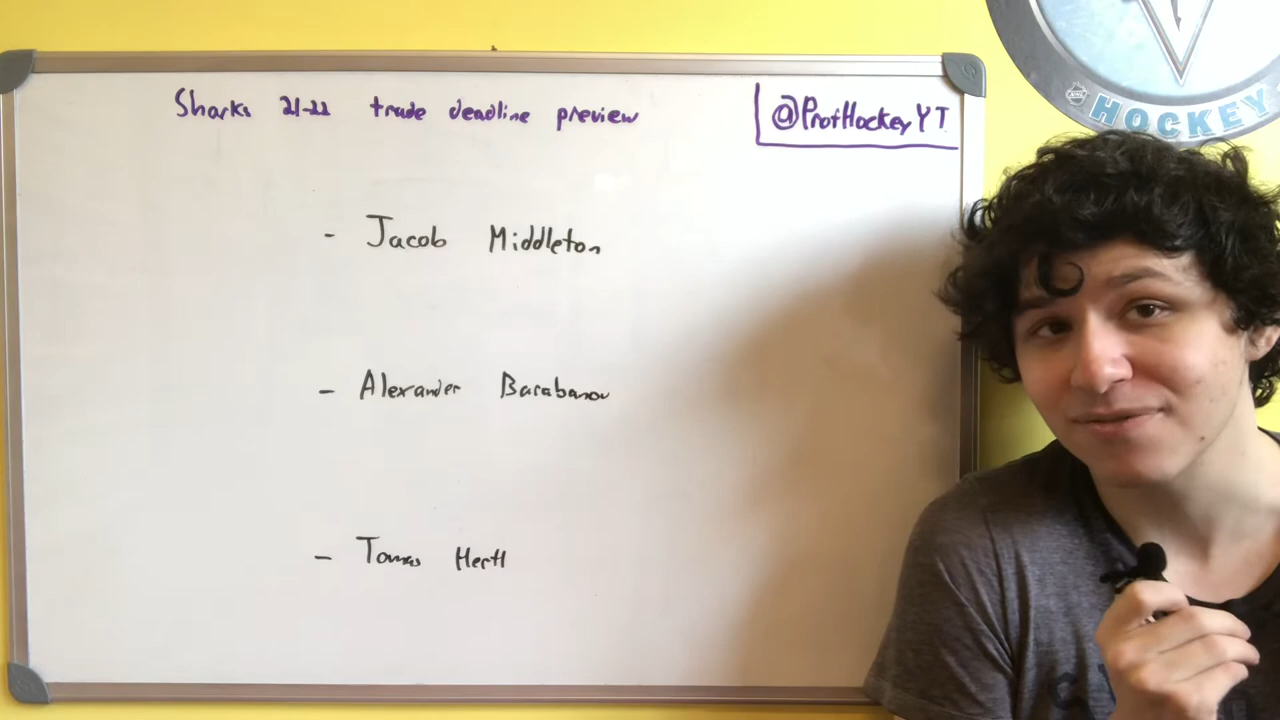 Sharks 21-22 trade deadline preview
@ProfHockeyYT
- Jacob Middleton
- Alexander Barabanov
- Tomas Hertl
HOCKEY